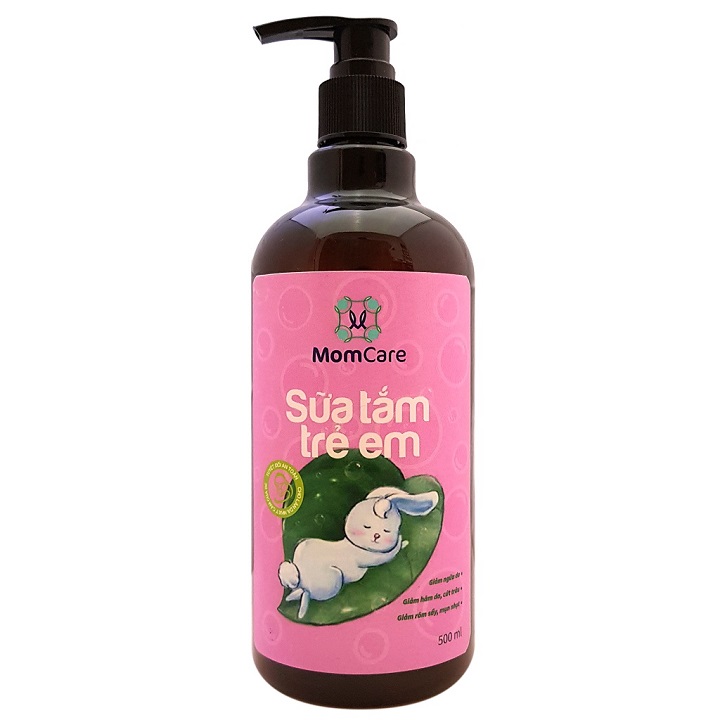 MomCare
Sữa tắm
trẻ em
Giảm ngứa da
Giảm hăm da, cứt trâu
Giảm rôm sẩy, mụn nhọt
500 ml